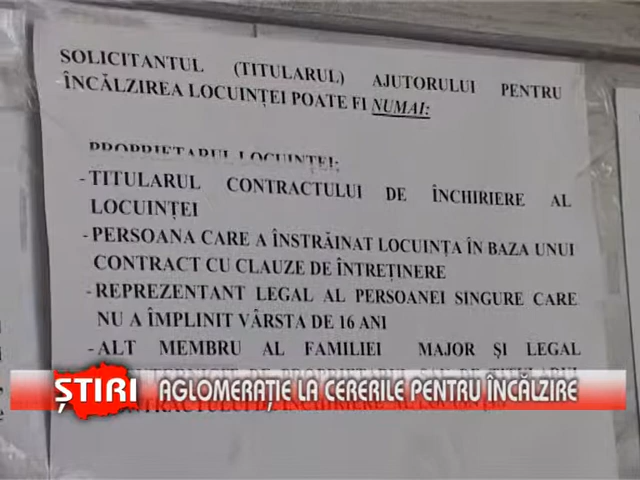 SOLICITANTUL (TITULARUL) AJUTORULUI PENTRU
ÎNCĂLZIREA LOCUINȚEI POATE FI NUMAI:
PROPRIETARUL LOCUINȚEI:
-TITULARUL CONTRACTULUI DE ÎNCHIRIERE AL
LOCUINȚEI
-PERSOANA CARE A ÎNSTRĂINAT LOCUINȚA ÎN BAZA UNUI
CONTRACT CU CLAUZE DE ÎNTREȚINERE
-REPREZENTANT LEGAL AL PERSOANEI SINGURE CARE
NU A ÎMPLINIT VÂRSTA DE 16 ANI
-ALT MEMBRU AL FAMILIEI MAJOR ȘI LEGAL
ȘTIRI AGLOMERAȚIE LA CERERILE PENTRU ÎNCĂLZIRE